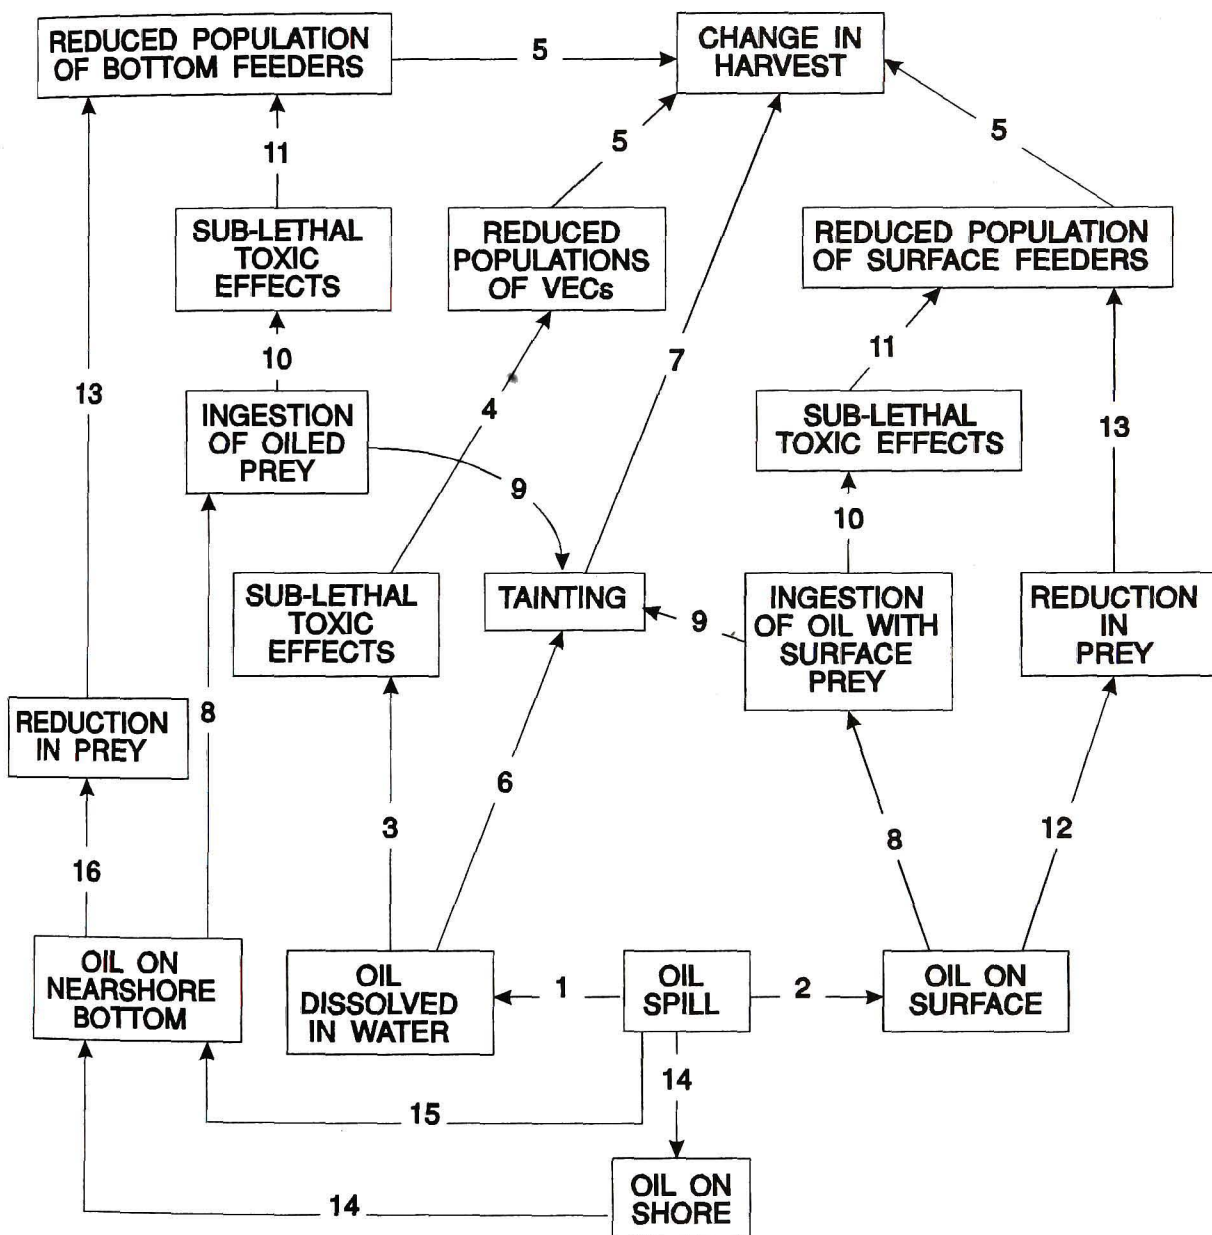 REDUCED POPULATION
OF BOTTOM FEEDERS
5
CHANGE IN
HARVEST
11
5
5
SUB-LETHAL
TOXIC
EFFECTS
REDUCED
POPULATIONS
OF VECs
REDUCED POPULATION
OF SURFACE FEEDERS
13
10
4
7
11
13
INGESTION
OF OILED
PREY
SUB-LETHAL
TOXIC EFFECTS
9
10
SUB-LETHAL
TOXIC
EFFECTS
TAINTING
9
INGESTION
OF OIL WITH
SURFACE
PREY
REDUCTION
IN
PREY
REDUCTION
IN PREY
8
6
16
3
8
12
OIL ON
NEARSHORE
BOTTOM
OIL
DISSOLVED
IN WATER
1
OIL
SPILL
2
OIL ON
SURFACE
14
15
OIL ON
SHORE
14